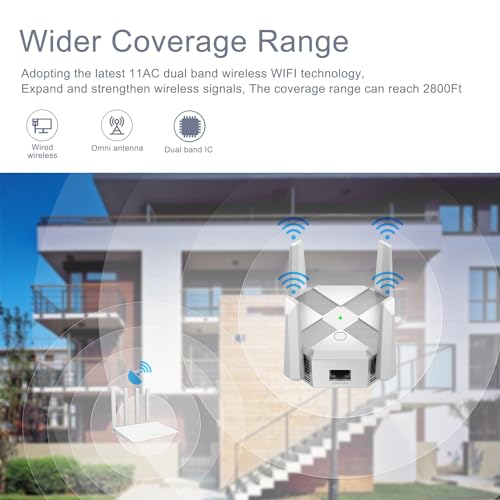 Wider Coverage Range
Adopting the latest 11AC dual band wireless WIFI technology,
Expand and strengthen wireless signals, The coverage range can reach 2800Ft
Wired
wireless
Omni antenna
Dual band IC